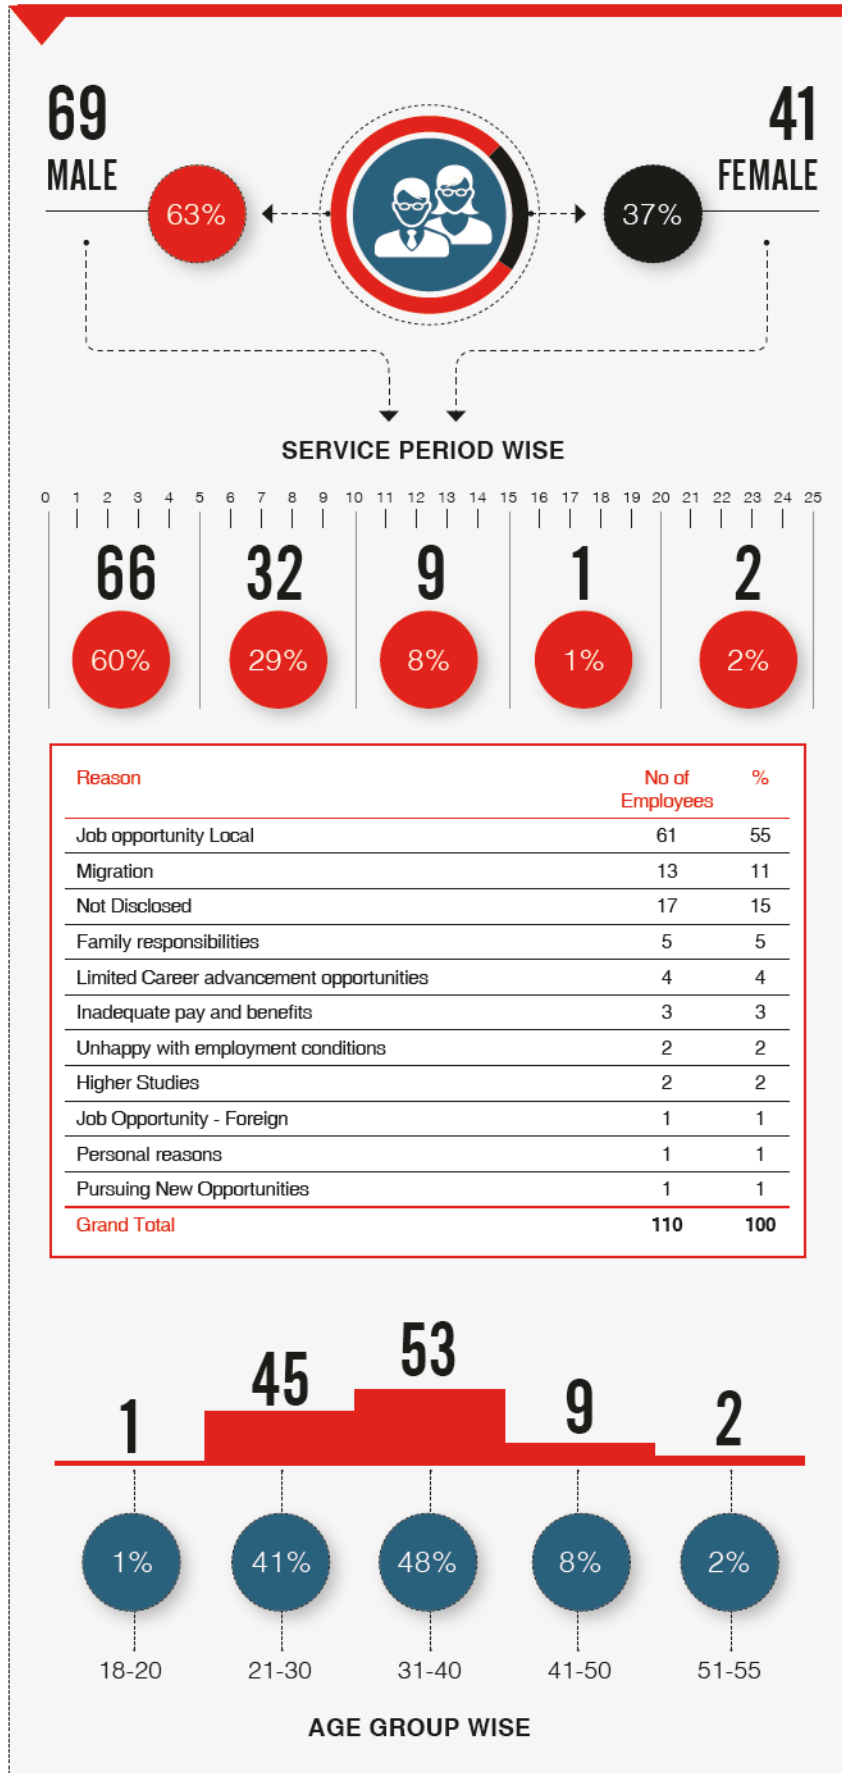 69 41
MALE FEMALE
63% 37%
SERVICE PERIOD WISE
0 1 2 3 4 5 6 7 8 9 10 11 12 13 14 15 16 17 18 19 20 21 22 23 24 25
66 32 9 1 2
60% 29% 8% 1% 2%
Reason No of Employees %
Job opportunity Local 61 55
Migration 13 11
Not Disclosed 17 15
Family responsibilities 5 5
Limited Career advancement opportunities 4 4
Inadequate pay and benefits 3 3
Unhappy with employment conditions 2 2
Higher Studies 2 2
Job Opportunity - Foreign 1 1
Personal reasons 1 1
Pursuing New Opportunities 1 1
Grand Total 110 100
1 45 53 9 2
1% 41% 48% 8% 2%
18-20 21-30 31-40 41-50 51-55
AGE GROUP WISE